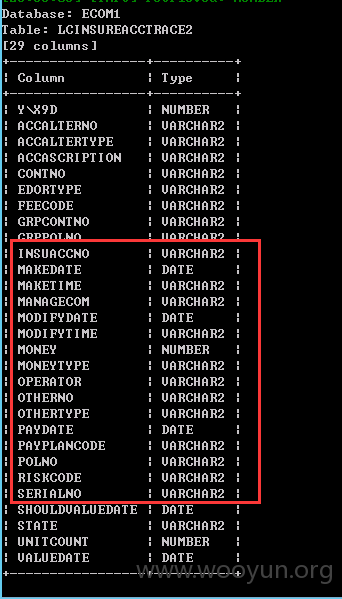 Database: ECOM1
Table: LCINSUREACCTRACE2
[29 columns]
Column Type
Y\X9D NUMBER
ACCALTERNO VARCHAR2
ACCALTERTYPE VARCHAR2
ACCASCRIPTION VARCHAR2
CONTNO VARCHAR2
EDORTYPE VARCHAR2
FEECODE VARCHAR2
GRPCONTNO VARCHAR2
GRPPOLNO VARCHAR2
INSUACCNO VARCHAR2
MAKEDATE DATE
MAKETIME VARCHAR2
MANAGECOM VARCHAR2
MODIFYDATE DATE
MODIFYTIME VARCHAR2
MONEY NUMBER
MONEYTYPE VARCHAR2
OPERATOR VARCHAR2
OTHERNO VARCHAR2
OTHERTYPE VARCHAR2
PAYDATE DATE
PAYPLANCODE VARCHAR2
POLNO VARCHAR2
RISKCODE VARCHAR2
SERIALNO VARCHAR2
SHOULDVALUEDATE DATE
STATE VARCHAR2
UNITCOUNT NUMBER
VALUEDATE DATE
www.wooyun.org